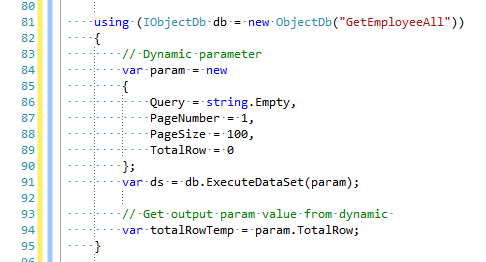 80
81 using (IObjectDb db = new ObjectDb("GetEmployeeAll"))
82 {
83 // Dynamic parameter
84 var param = new
85 {
86 Query = string.Empty,
87 PageNumber = 1,
88 PageSize = 100,
89 TotalRow = 0
90 };
91 var ds = db.ExecuteDataSet(param);
92
93 // Get output param value from dynamic
94 var totalRowTemp = param.TotalRow;
95 }
96